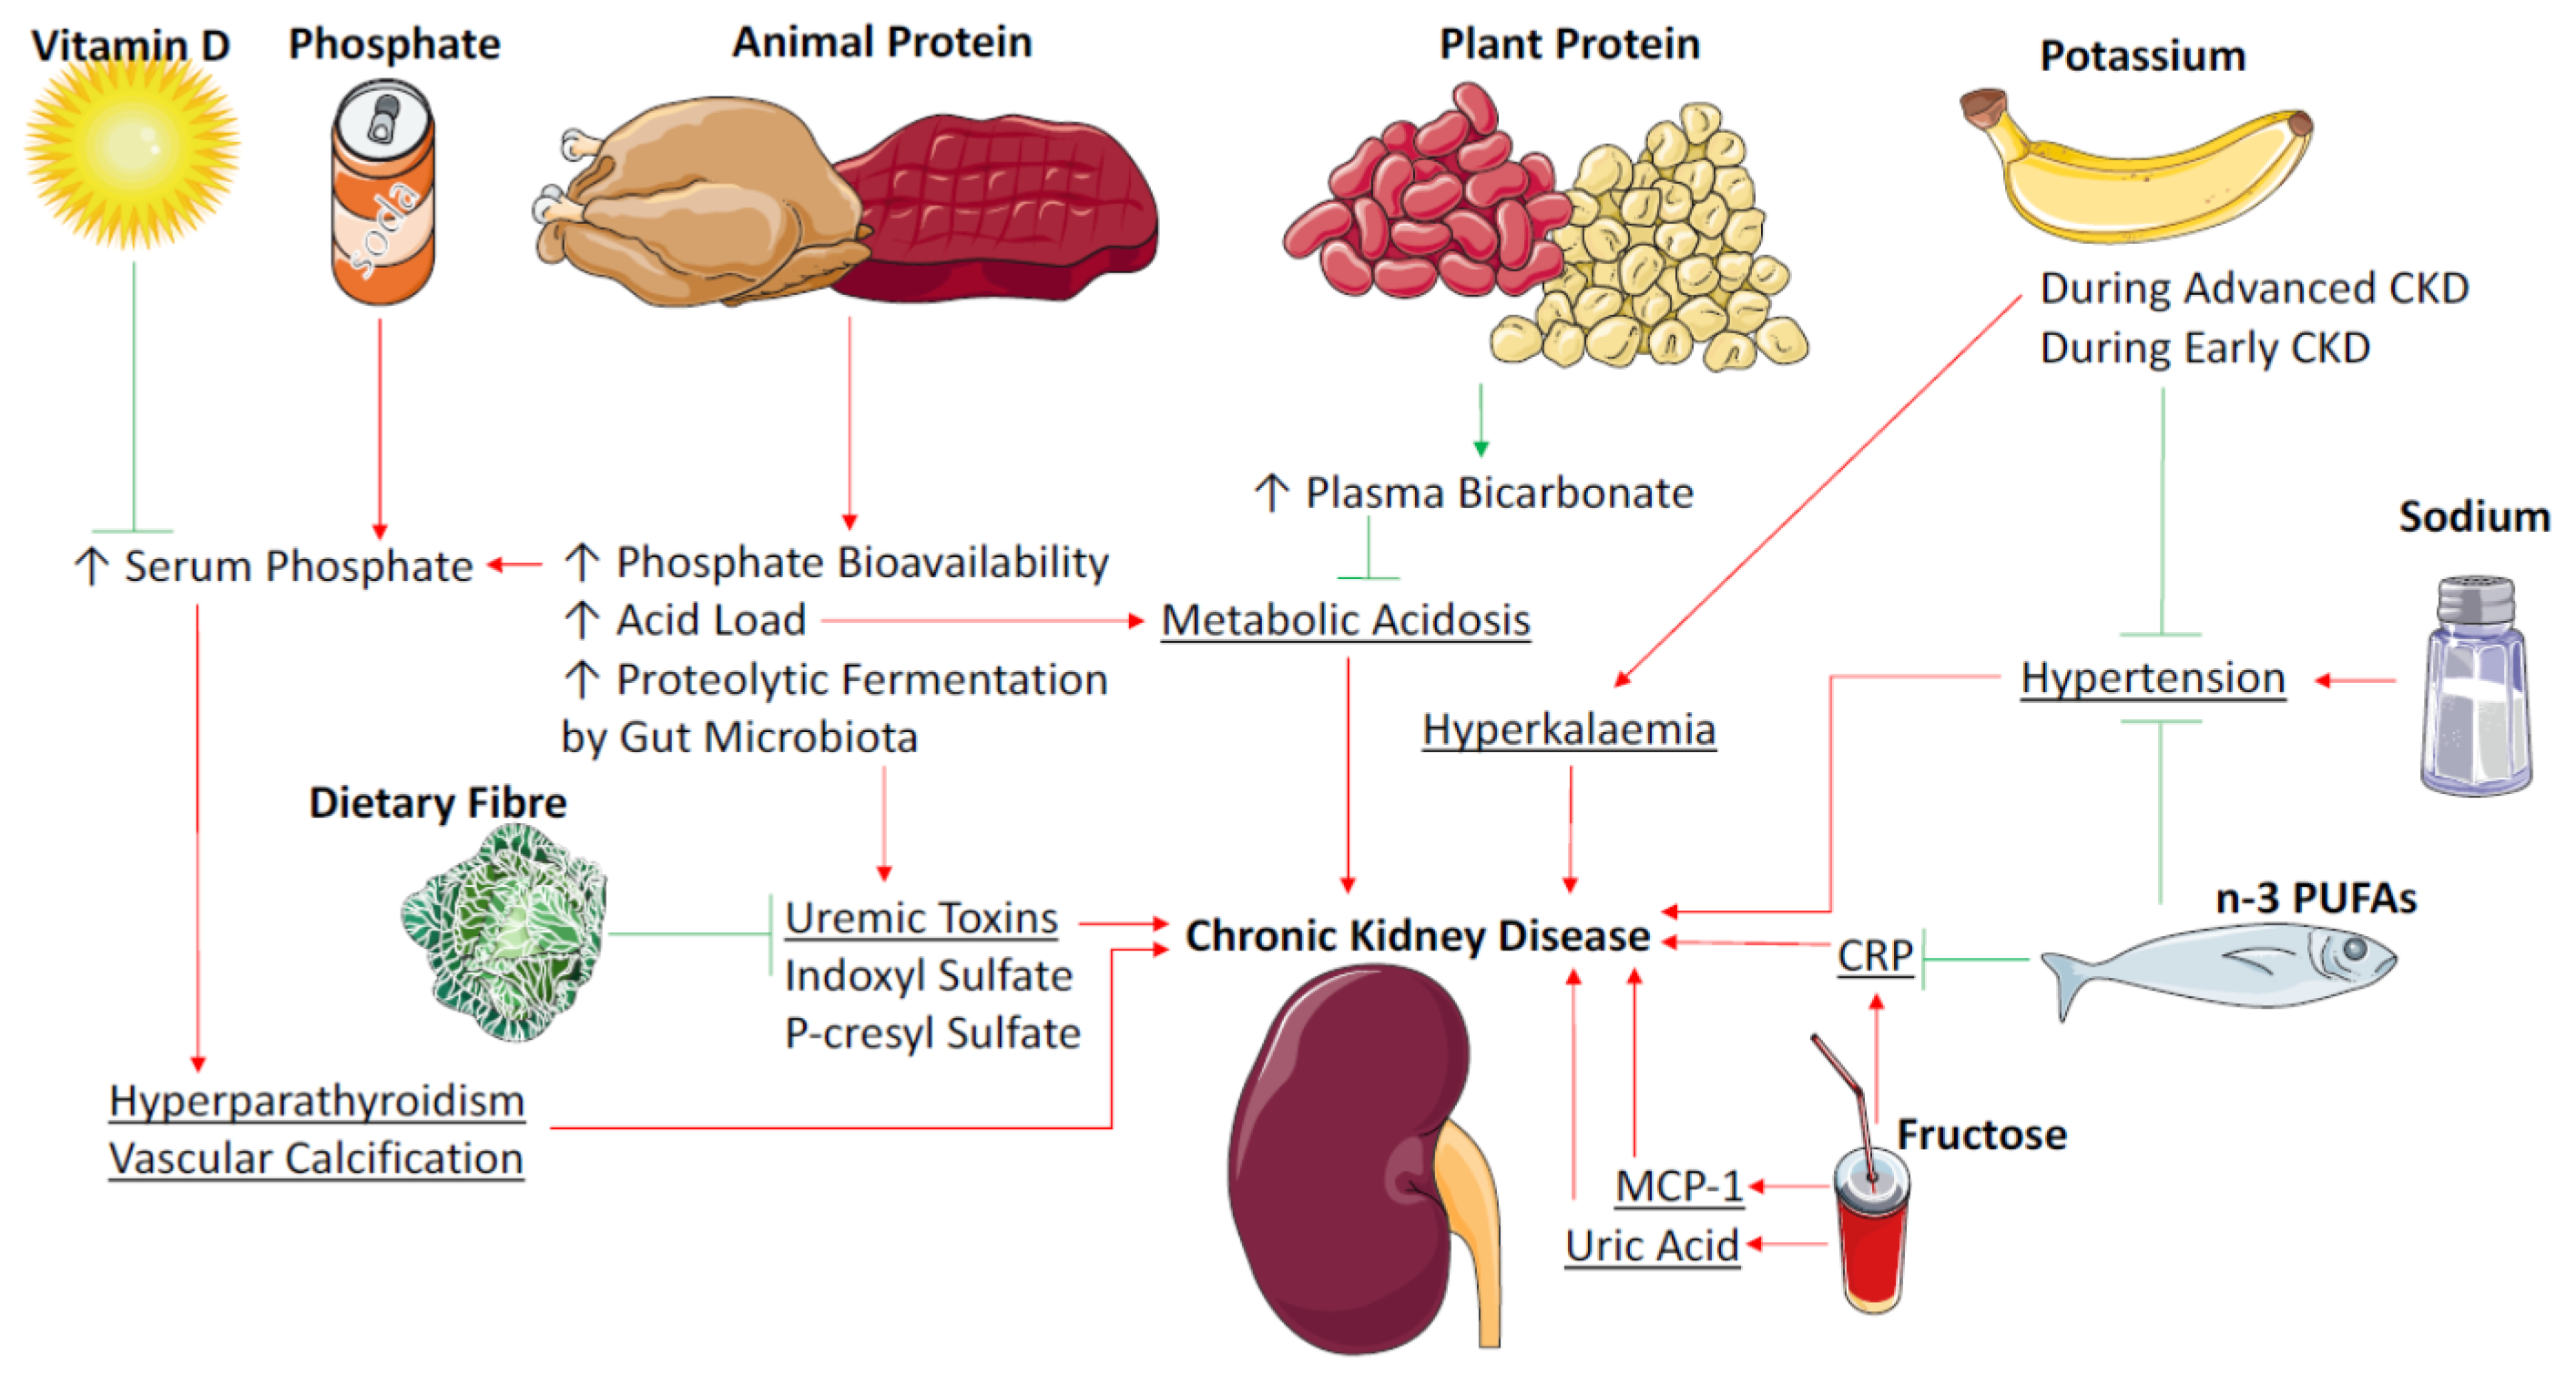 Vitamin D
Phosphate
Animal Protein
Plant Protein
Potassium
soda
During Advanced CKD
During Early CKD
↑ Plasma Bicarbonate
Sodium
↑ Serum Phosphate
↑ Phosphate Bioavailability
↑ Acid Load
↑ Proteolytic Fermentation
by Gut Microbiota
Metabolic Acidosis
Hyperkalaemia
Hypertension
Dietary Fibre
Uremic Toxins
Indoxyl Sulfate
P-cresyl Sulfate
Chronic Kidney Disease
CRP
n-3 PUFAs
Hyperparathyroidism
Vascular Calcification
Fructose
MCP-1
Uric Acid